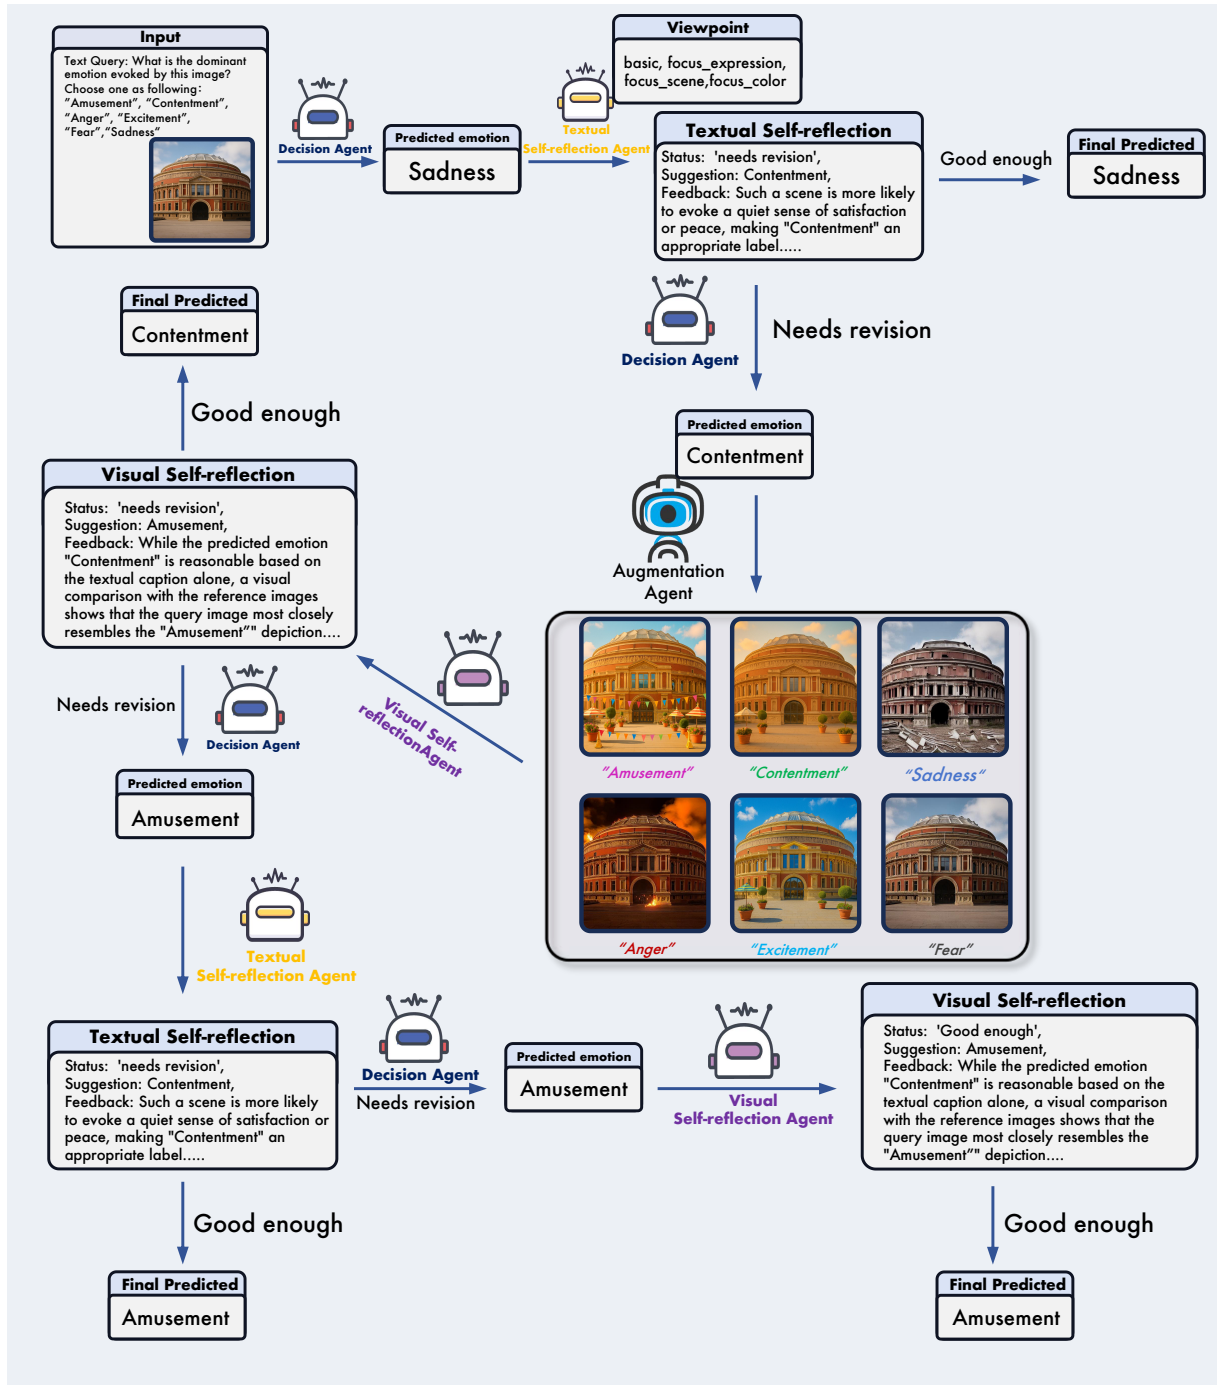 Input
Text Query: What is the dominant
emotion evoked by this image?
Choose one as following:
"Amusement", "Contentment",
"Anger", "Excitement",
"Fear","Sadness"
Decision Agent
Predicted emotion
Sadness
Textual
Self-reflection Agent
Viewpoint
basic, focus_expression,
focus_scene,focus_color
Textual Self-reflection
Status:  'needs revision',
Suggestion: Contentment,
Feedback: Such a scene is more likely
to evoke a quiet sense of satisfaction
or peace, making "Contentment" an
appropriate label.....
Good enough
Final Predicted
Sadness
Decision Agent
Needs revision
Predicted emotion
Contentment
Augmentation
Agent
"Amusement"
"Contentment"
"Sadness"
"Anger"
"Excitement"
"Fear"
Visual Self-
reflectionAgent
Final Predicted
Contentment
Good enough
Visual Self-reflection
Status:  'needs revision',
Suggestion: Amusement,
Feedback: While the predicted emotion
"Contentment" is reasonable based on
the textual caption alone, a visual
comparison with the reference images
shows that the query image most closely
resembles the "Amusement”" depiction....
Needs revision
Decision Agent
Predicted emotion
Amusement
Textual
Self-reflection Agent
Textual Self-reflection
Status:  'needs revision',
Suggestion: Contentment,
Feedback: Such a scene is more likely
to evoke a quiet sense of satisfaction or
peace, making "Contentment" an
appropriate label.....
Good enough
Final Predicted
Amusement
Decision Agent
Needs revision
Predicted emotion
Amusement
Visual
Self-reflection Agent
Visual Self-reflection
Status:  'Good enough',
Suggestion: Amusement,
Feedback: While the predicted emotion
"Contentment" is reasonable based on the
textual caption alone, a visual comparison
with the reference images shows that the
query image most closely resembles the
"Amusement”" depiction....
Good enough
Final Predicted
Amusement